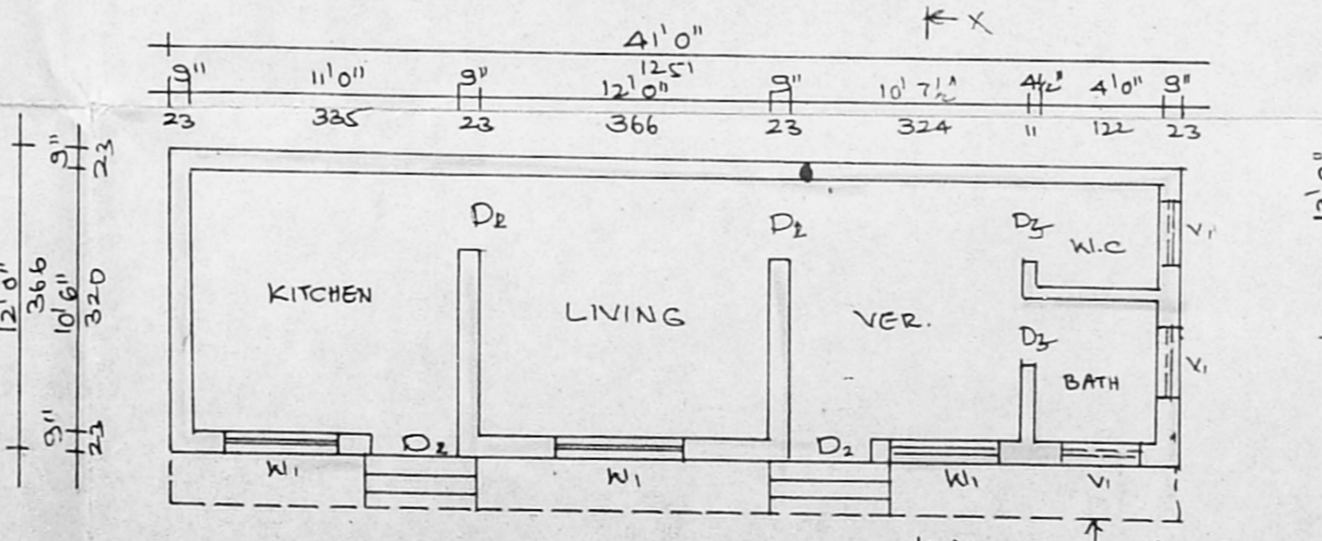 X
41'0"
1251
9" 11'0" 9" 12'0" 9" 10'7½" 4½" 4'0" 9"
23 335 23 366 23 324 11 122 23
12'0"
366
9" 10'6" 9"
23 320 23
D2 D2 D3
W.C V1
KITCHEN LIVING VER.
D3
BATH V1
D2 D2
W1 W1 W1 V1